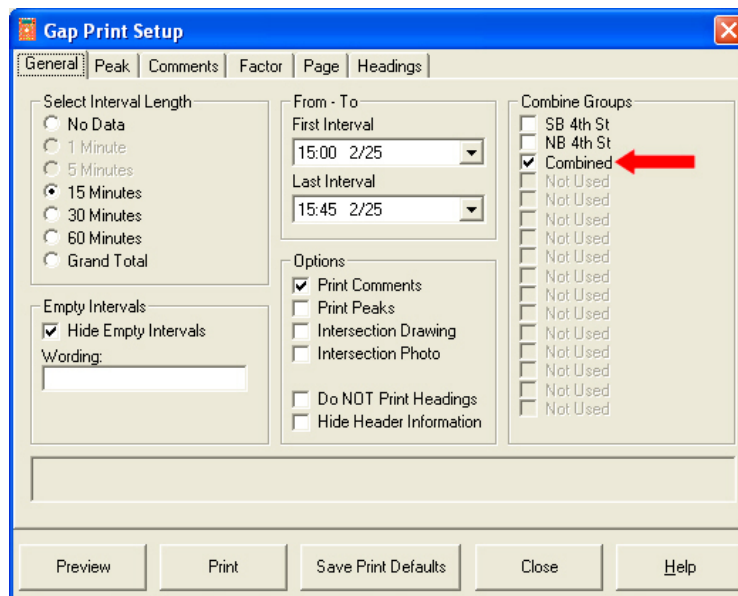 Gap Print Setup
General
Peak
Comments
Factor
Page
Headings
Select Interval Length
No Data
1 Minute
5 Minutes
15 Minutes
30 Minutes
60 Minutes
Grand Total
Empty Intervals
Hide Empty Intervals
Wording:
From - To
First Interval
15:00 2/25
Last Interval
15:45 2/25
Options
Print Comments
Print Peaks
Intersection Drawing
Intersection Photo
Do NOT Print Headings
Hide Header Information
Combine Groups
SB 4th St
NB 4th St
Combined
Not Used
Not Used
Not Used
Not Used
Not Used
Not Used
Not Used
Not Used
Not Used
Not Used
Not Used
Not Used
Not Used
Preview
Print
Save Print Defaults
Close
Help